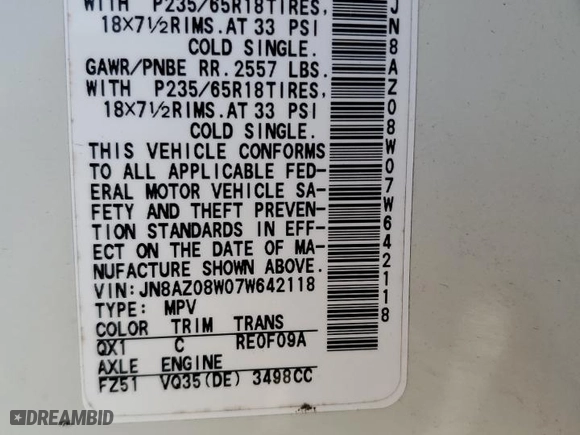 WITH P235/65R18TIRES,
18×7½RIMS.AT 33 PSI
COLD SINGLE.
GAWR/PNBE RR.2557 LBS.
WITH P235/65R18TIRES,
18×7½RIMS.AT 33 PSI
COLD SINGLE.
THIS VEHICLE CONFORMS
TO ALL APPLICABLE FED-
ERAL MOTOR VEHICLE SA-
FETY AND THEFT PREVEN-
TION STANDARDS IN EFF-
ECT ON THE DATE OF MA-
NUFACTURE SHOWN ABOVE.
VIN:JN8AZ08W07W642118
TYPE: MPV
COLOR TRIM TRANS
QX1 C RE0F09A
AXLE ENGINE
FZ51 VQ35(DE) 3498CC
JN8AZ08W07W642118
DREAMBID